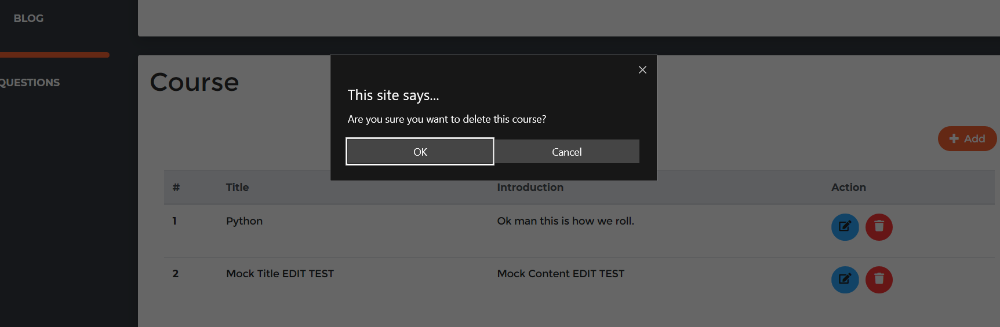 BLOG
QUESTIONS
Course
This site says...
Are you sure you want to delete this course?
OK Cancel
Add
# Title Introduction Action
1 Python Ok man this is how we roll.
2 Mock Title EDIT TEST Mock Content EDIT TEST